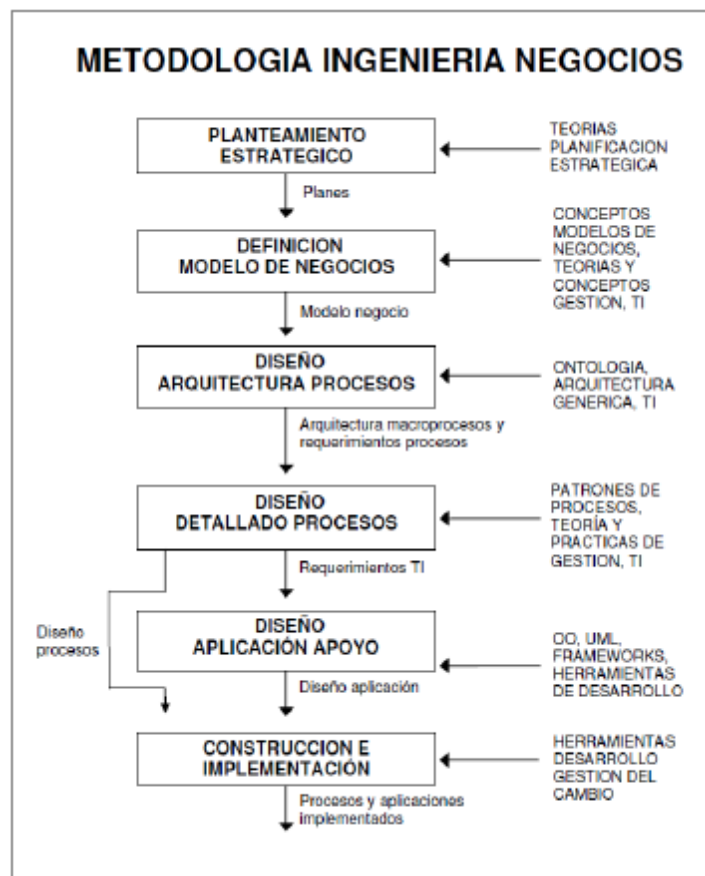 METODOLOGIA INGENIERIA NEGOCIOS
PLANTEAMIENTO
ESTRATEGICO
TEORIAS
PLANIFICACION
ESTRATEGICA
Planes
DEFINICION
MODELO DE NEGOCIOS
CONCEPTOS
MODELOS DE
NEGOCIOS,
TEORIAS Y
CONCEPTOS
GESTION, TI
Modelo negocio
DISEÑO
ARQUITECTURA PROCESOS
ONTOLOGIA,
ARQUITECTURA
GENERICA, TI
Arquitectura macroprocesos y
requerimientos procesos
DISEÑO
DETALLADO PROCESOS
PATRONES DE
PROCESOS,
TEORÍA Y
PRACTICAS DE
GESTION, TI
Requerimientos TI
Diseño
procesos
DISEÑO
APLICACIÓN APOYO
OO, UML,
FRAMEWORKS,
HERRAMIENTAS
DE DESARROLLO
Diseño aplicación
CONSTRUCCION E
IMPLEMENTACIÓN
HERRAMIENTAS
DESARROLLO
GESTION DEL
CAMBIO
Procesos y aplicaciones
implementados